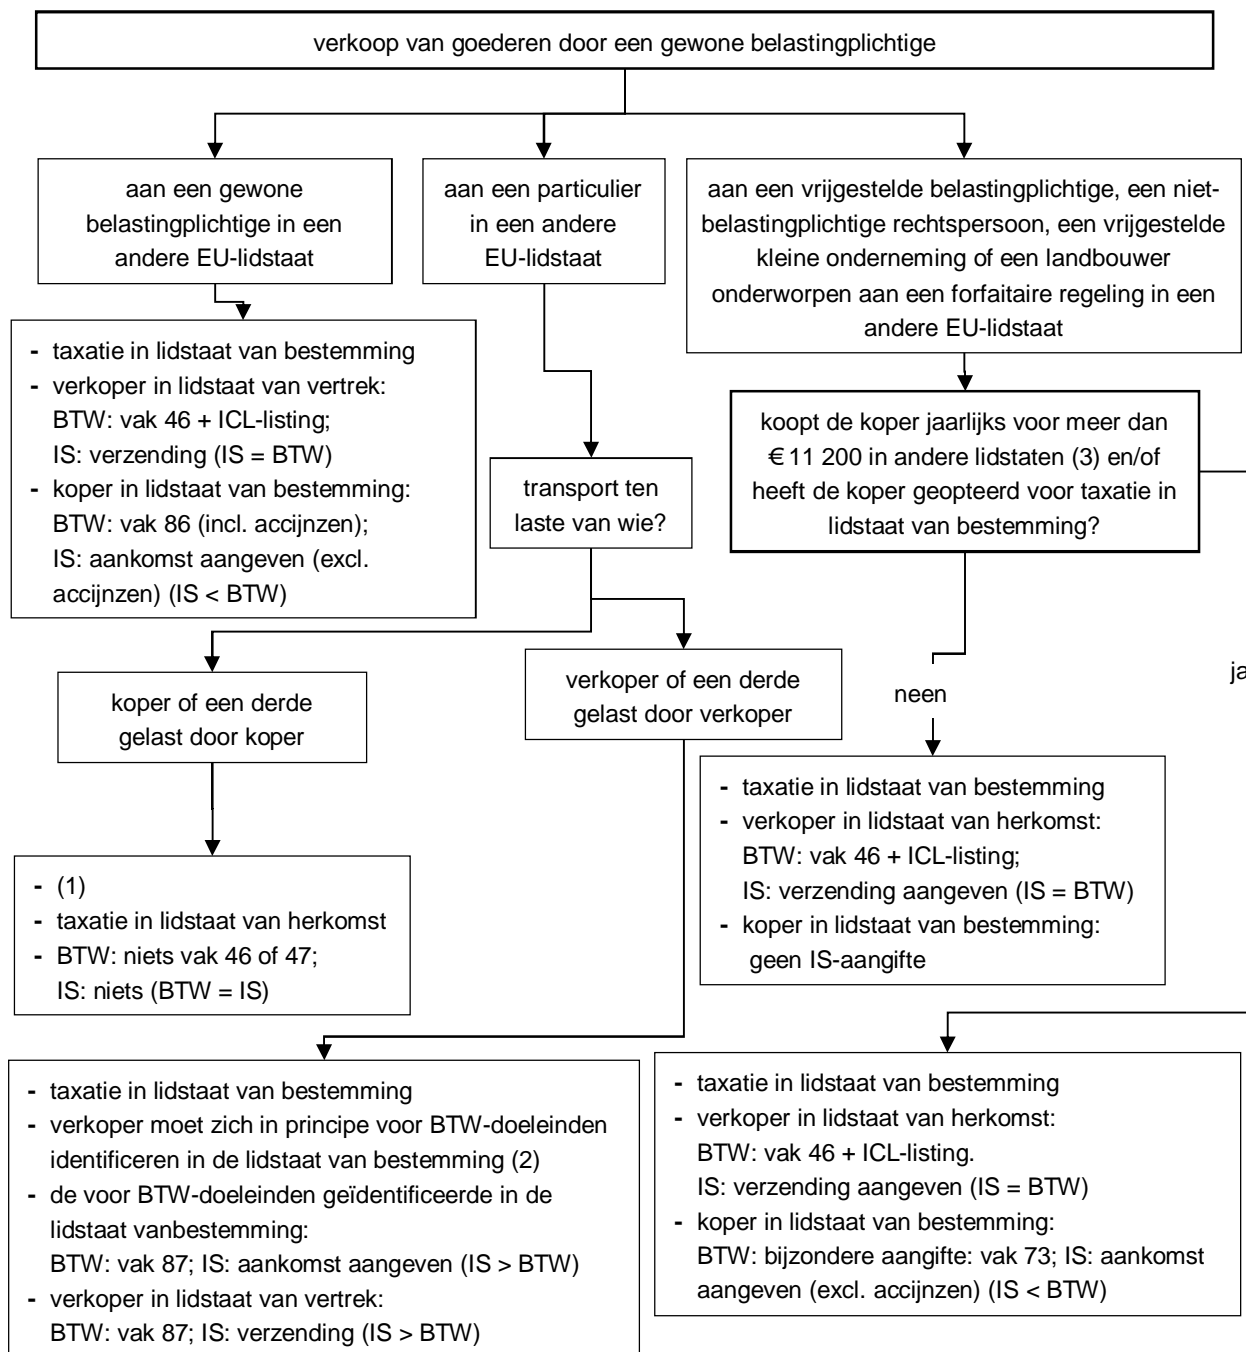 verkoop van goederen door een gewone belastingplichtige
aan een gewone
belastingplichtige in een
andere EU-lidstaat
aan een particulier
in een andere
EU-lidstaat
aan een vrijgestelde belastingplichtige, een niet-
belastingplichtige rechtspersoon, een vrijgestelde
kleine onderneming of een landbouwer
onderworpen aan een forfaitaire regeling in een
andere EU-lidstaat
- taxatie in lidstaat van bestemming
- verkoper in lidstaat van vertrek:
BTW: vak 46 + ICL-listing;
IS: verzending (IS = BTW)
- koper in lidstaat van bestemming:
BTW: vak 86 (incl. accijnzen);
IS: aankomst aangeven (excl.
accijnzen) (IS < BTW)
transport ten
laste van wie?
koopt de koper jaarlijks voor meer dan
€ 11 200 in andere lidstaten (3) en/of
heeft de koper geopteerd voor taxatie in
lidstaat van bestemming?
koper of een derde
gelast door koper
verkoper of een derde
gelast door verkoper
neen
ja
- (1)
- taxatie in lidstaat van herkomst
- BTW: niets vak 46 of 47;
IS: niets (BTW = IS)
- taxatie in lidstaat van bestemming
- verkoper in lidstaat van herkomst:
BTW: vak 46 + ICL-listing;
IS: verzending aangeven (IS = BTW)
- koper in lidstaat van bestemming:
geen IS-aangifte
- taxatie in lidstaat van bestemming
- verkoper moet zich in principe voor BTW-doeleinden
identificeren in de lidstaat van bestemming (2)
- de voor BTW-doeleinden geïdentificeerde in de
lidstaat vanbestemming:
BTW: vak 87; IS: aankomst aangeven (IS > BTW)
- verkoper in lidstaat van vertrek:
BTW: vak 87; IS: verzending (IS > BTW)
- taxatie in lidstaat van bestemming
- verkoper in lidstaat van herkomst:
BTW: vak 46 + ICL-listing.
IS: verzending aangeven (IS = BTW)
- koper in lidstaat van bestemming:
BTW: bijzondere aangifte: vak 73; IS: aankomst
aangeven (excl. accijnzen) (IS < BTW)